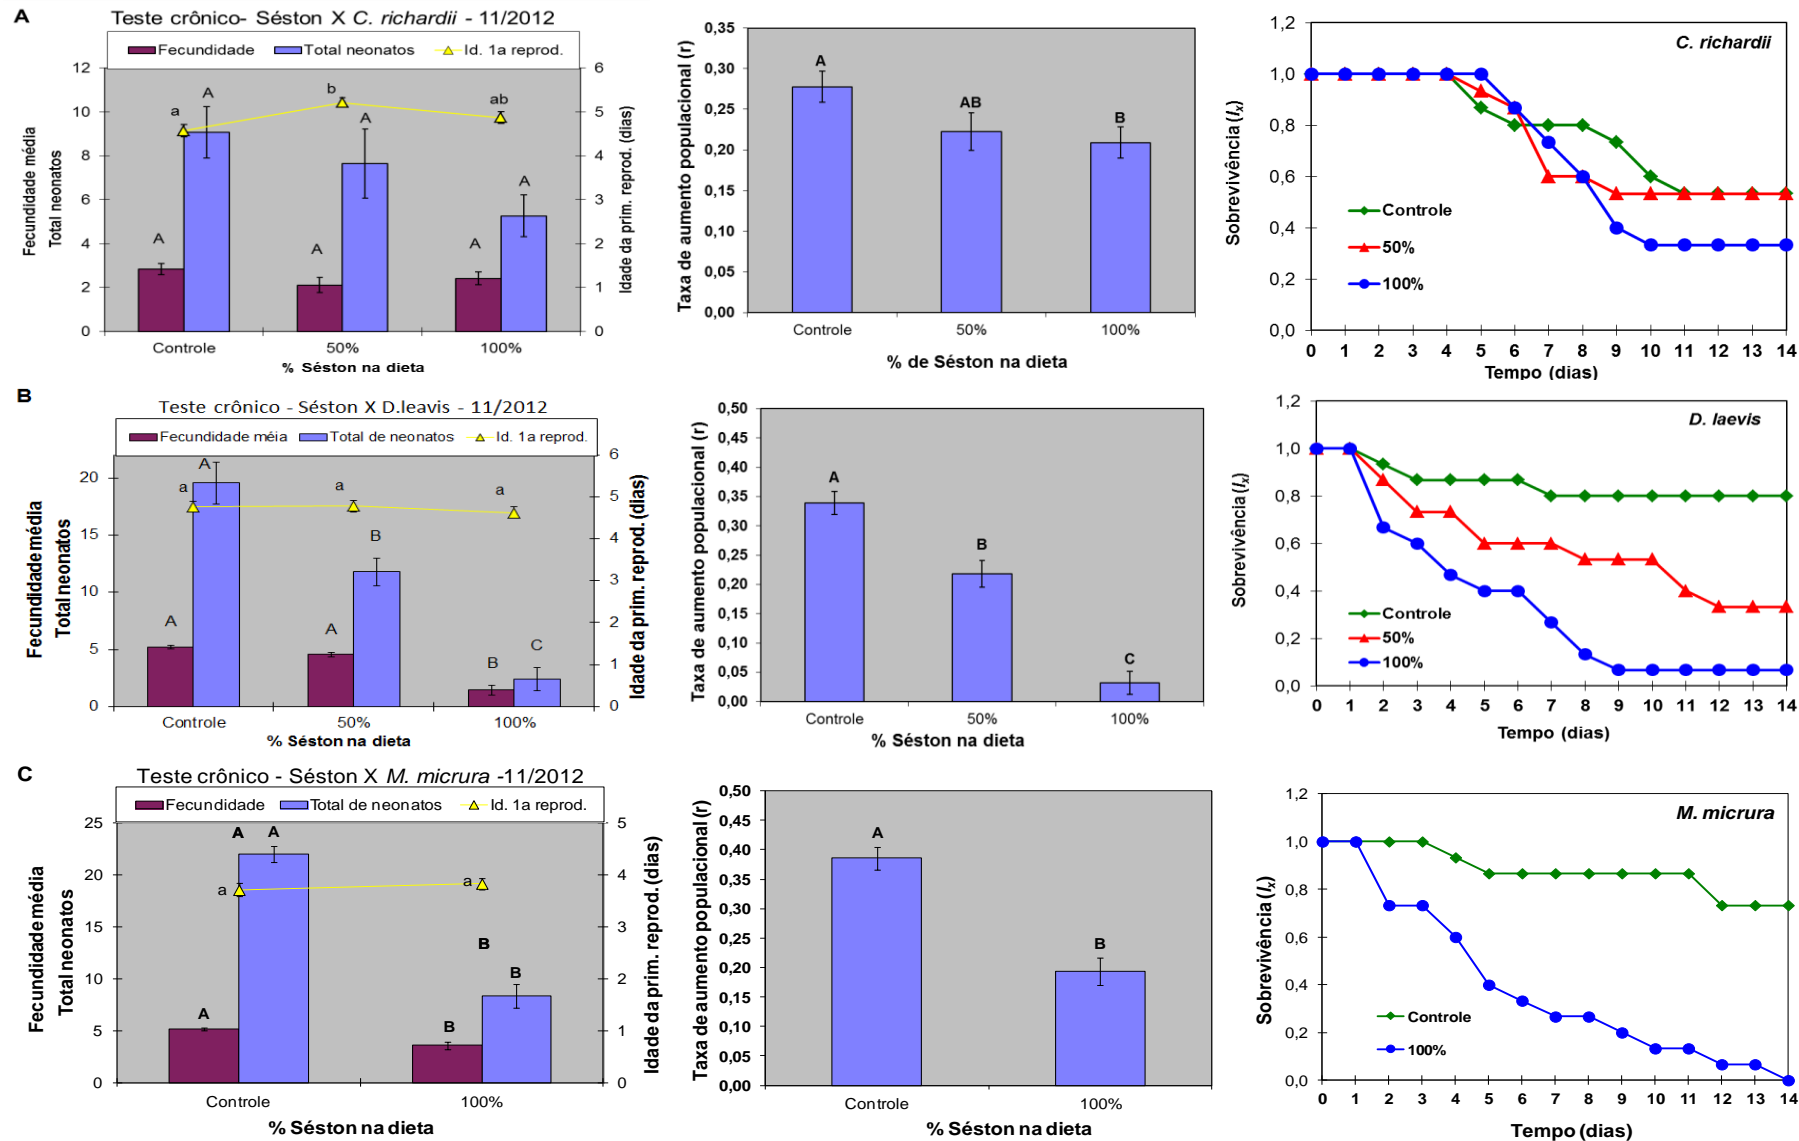 A
Teste crônico- Séston X C. richardii - 11/2012
Fecundidade
Total neonatos
Id. 1a reprod.
Fecundidade média
Total neonatos
12
10
8
6
4
2
0
6
5
4
3
2
1
0
Idade da prim. reprod. (dias)
a
A
b
A
ab
A
A
A
A
Controle
50%
100%
% Séston na dieta
Taxa de aumento populacional (r)
0,35
0,30
0,25
0,20
0,15
0,10
0,05
0,00
A
AB
B
Controle
50%
100%
% de Séston na dieta
C. richardii
Sobrevivência (lx)
1,2
1,0
0,8
0,6
0,4
0,2
0,0
Controle
50%
100%
0 1 2 3 4 5 6 7 8 9 10 11 12 13 14
Tempo (dias)
B
Teste crônico - Séston X D.leavis - 11/2012
Fecundidade méia
Total de neonatos
Id. 1a reprod.
Fecundidade média
Total neonatos
20
15
10
5
0
6
5
4
3
2
1
0
Idade da prim. reprod. (dias)
a
A
a
B
a
A
A
B
C
Controle
50%
100%
% Séston na dieta
Taxa de aumento populacional (r)
0,50
0,45
0,40
0,35
0,30
0,25
0,20
0,15
0,10
0,05
0,00
A
B
C
Controle
50%
100%
% Séston na dieta
D. laevis
Sobrevivência (lx)
1,2
1,0
0,8
0,6
0,4
0,2
0,0
Controle
50%
100%
0 1 2 3 4 5 6 7 8 9 10 11 12 13 14
Tempo (dias)
C
Teste crônico - Séston X M. micrura -11/2012
Fecundidade
Total de neonatos
Id. 1a reprod.
Fecundidade média
Total neonatos
25
20
15
10
5
0
5
4
3
2
1
0
Idade da prim. reprod. (dias)
A
A
a
a
B
B
A
B
Controle
100%
% Séston na dieta
Taxa de aumento populacional (r)
0,50
0,45
0,40
0,35
0,30
0,25
0,20
0,15
0,10
0,05
0,00
A
B
Controle
100%
% Séston na dieta
M. micrura
Sobrevivência (lx)
1,2
1,0
0,8
0,6
0,4
0,2
0,0
Controle
100%
0 1 2 3 4 5 6 7 8 9 10 11 12 13 14
Tempo (dias)